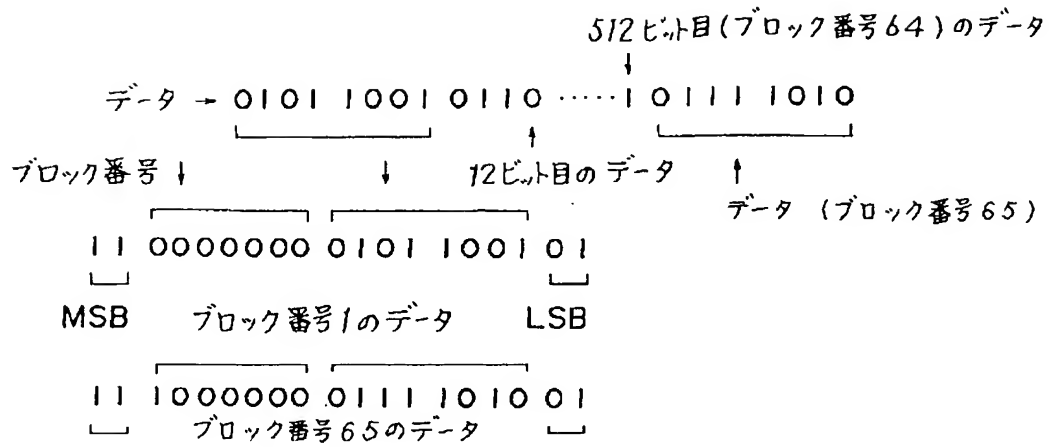 512ビット目(ブロック番号64)のデータ
↓
データ → 0101 1001 0110 ····· 1 0111 1010
ブロック番号 ↓ ↓ ↑ 12ビット目のデータ ↑
データ (ブロック番号65)
11 0000000 0101 1001 01
MSB ブロック番号1のデータ LSB
11 1000000 0111 1010 01
ブロック番号65のデータ